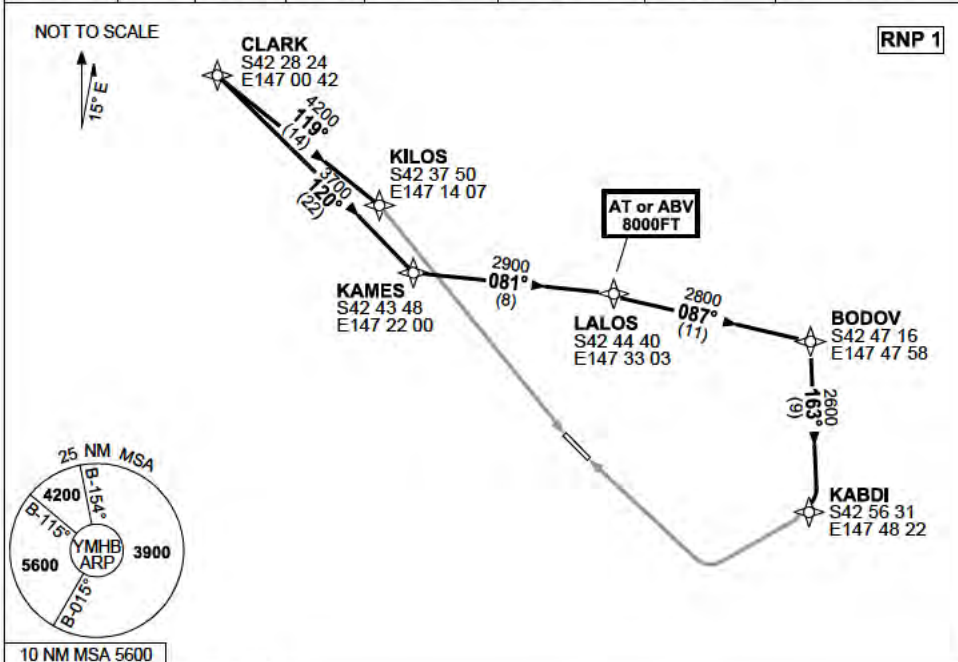 NOT TO SCALE
15° E
RNP 1
CLARK
S42 28 24
E147 00 42
4200
119°
(14)
3700
120°
(22)
KILOS
S42 37 50
E147 14 07
AT or ABV
8000FT
KAMES
S42 43 48
E147 22 00
2900
081°
(8)
LALOS
S42 44 40
E147 33 03
2800
087°
(11)
BODOV
S42 47 16
E147 47 58
2600
163°
(9)
KABDI
S42 56 31
E147 48 22
25 NM MSA
B-154°
4200
B-115°
YMHB
ARP
3900
5600
B-015°
10 NM MSA 5600